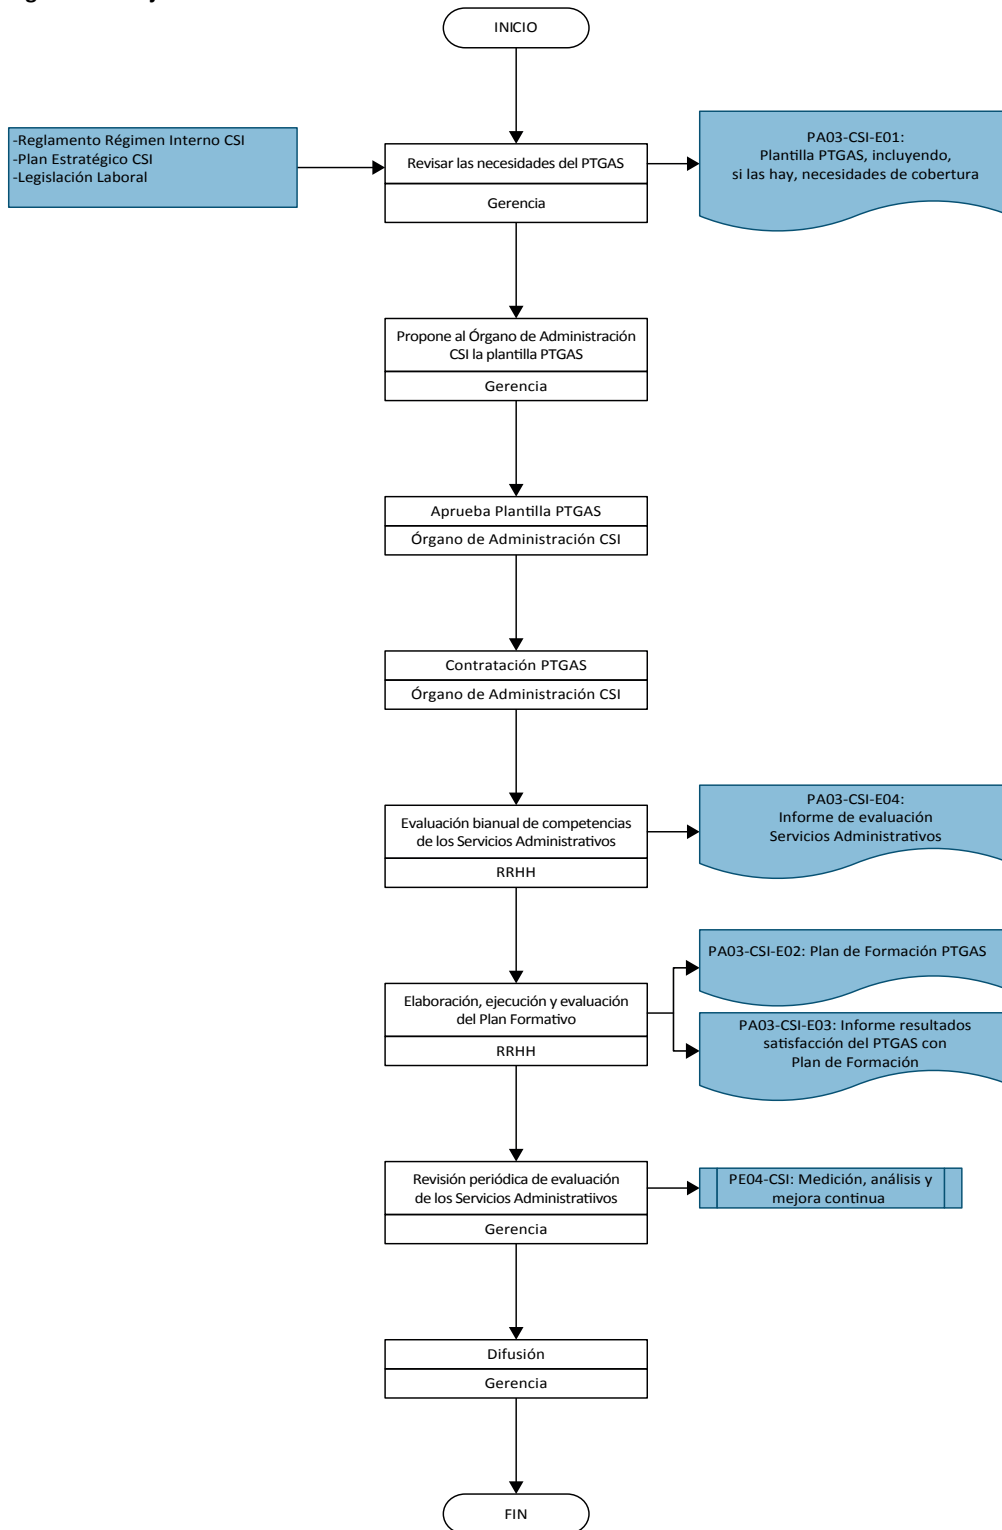 INICIO
-Reglamento Régimen Interno CSI
-Plan Estratégico CSI
-Legislación Laboral
Revisar las necesidades del PTGAS
Gerencia
PA03-CSI-E01:
Plantilla PTGAS, incluyendo,
si las hay, necesidades de cobertura
Propone al Órgano de Administración
CSI la plantilla PTGAS
Gerencia
Aprueba Plantilla PTGAS
Órgano de Administración CSI
Contratación PTGAS
Órgano de Administración CSI
Evaluación bianual de competencias
de los Servicios Administrativos
RRHH
PA03-CSI-E04:
Informe de evaluación
Servicios Administrativos
Elaboración, ejecución y evaluación
del Plan Formativo
RRHH
PA03-CSI-E02: Plan de Formación PTGAS
PA03-CSI-E03: Informe resultados
satisfacción del PTGAS con
Plan de Formación
Revisión periódica de evaluación
de los Servicios Administrativos
Gerencia
PE04-CSI: Medición, análisis y
mejora continua
Difusión
Gerencia
FIN